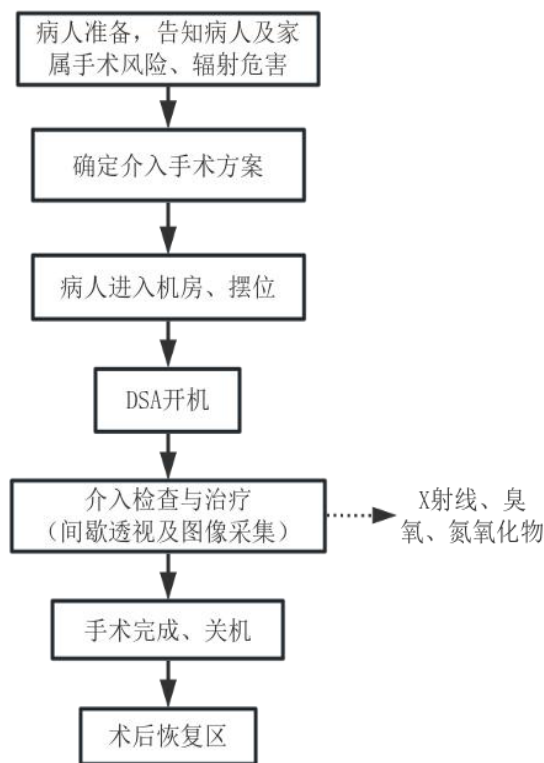 病人准备，告知病人及家
属手术风险、辐射危害
确定介入手术方案
病人进入机房、摆位
DSA开机
介入检查与治疗
（间歇透视及图像采集）
X射线、臭
氧、氮氧化物
手术完成、关机
术后恢复区